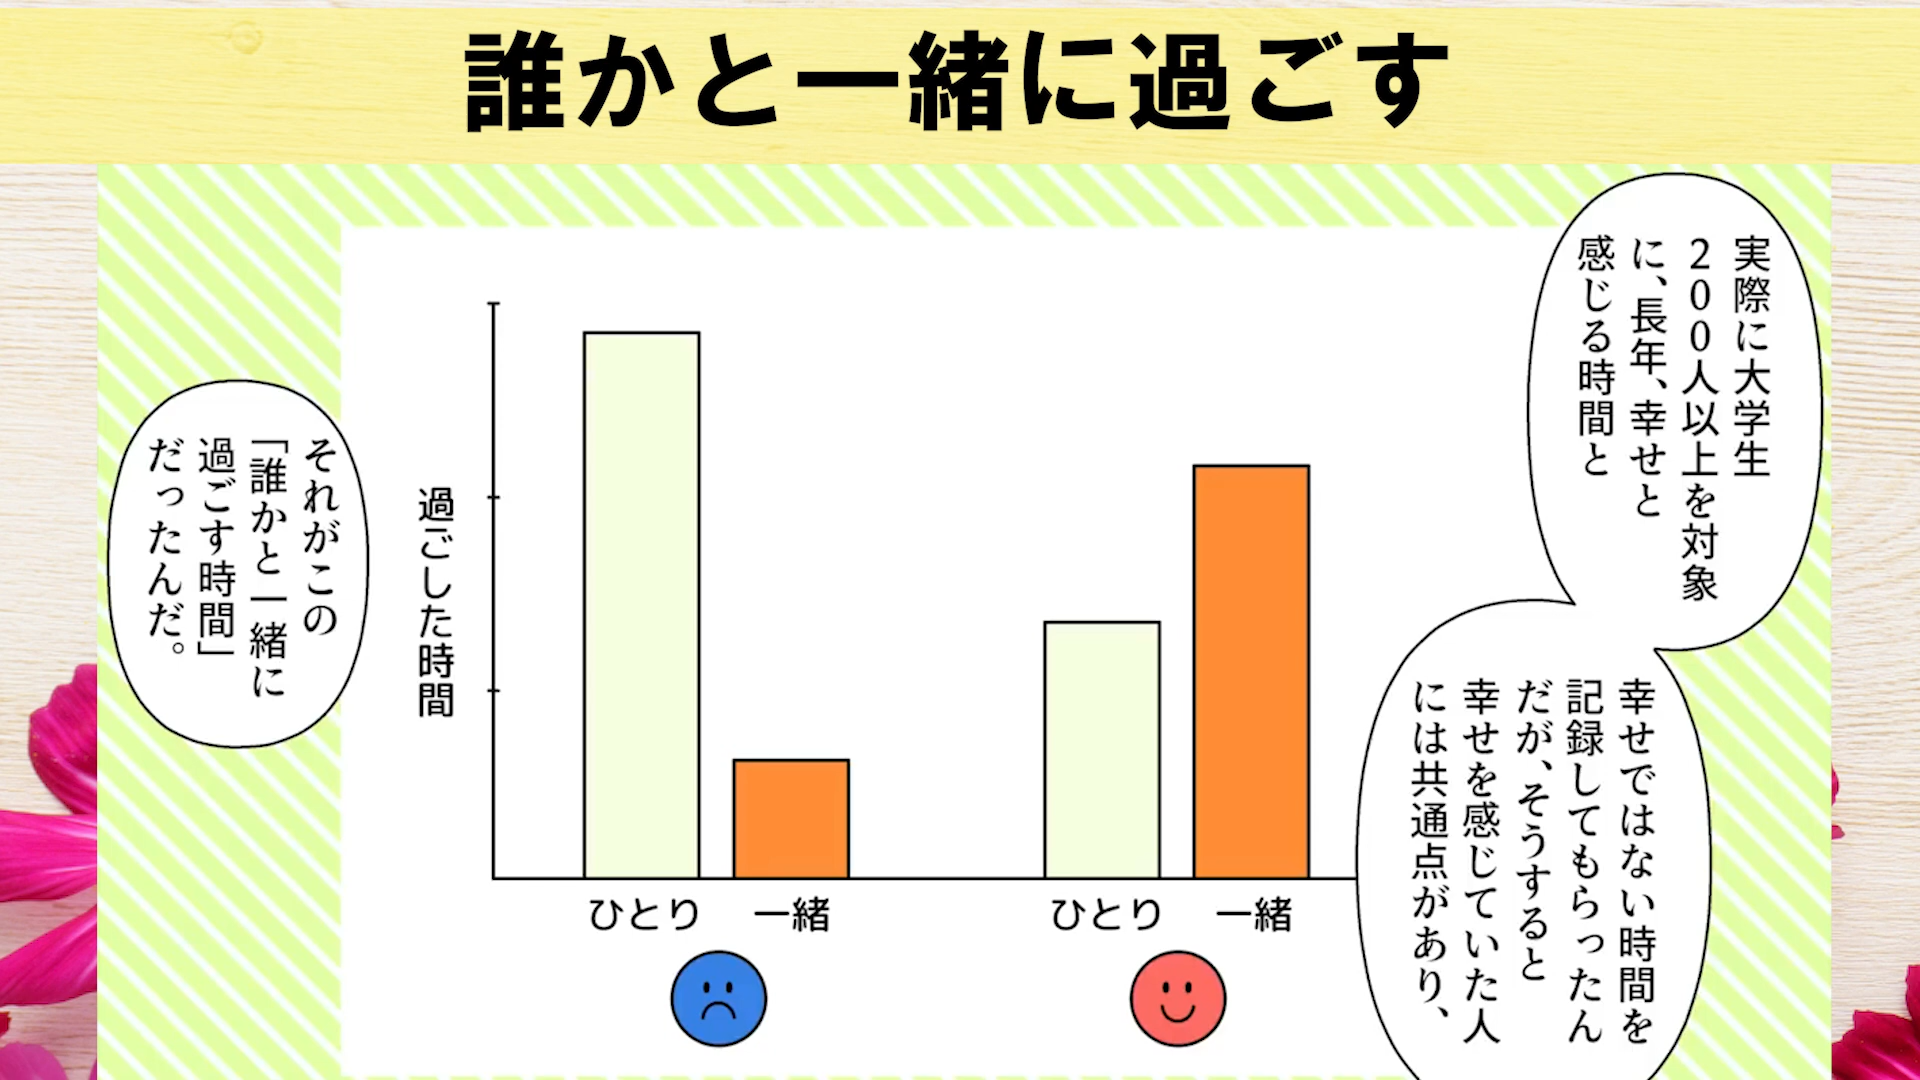 誰かと一緒に過ごす
実際に大学生
200人以上を対象
に、長年、幸せと
感じる時間と
幸せではない時間を
記録してもらったん
だが、そうすると
幸せを感じていた人
には共通点があり、
それがこの
「誰かと一緒に
過ごす時間」
だったんだ。
過ごした時間
ひとり 一緒
ひとり 一緒